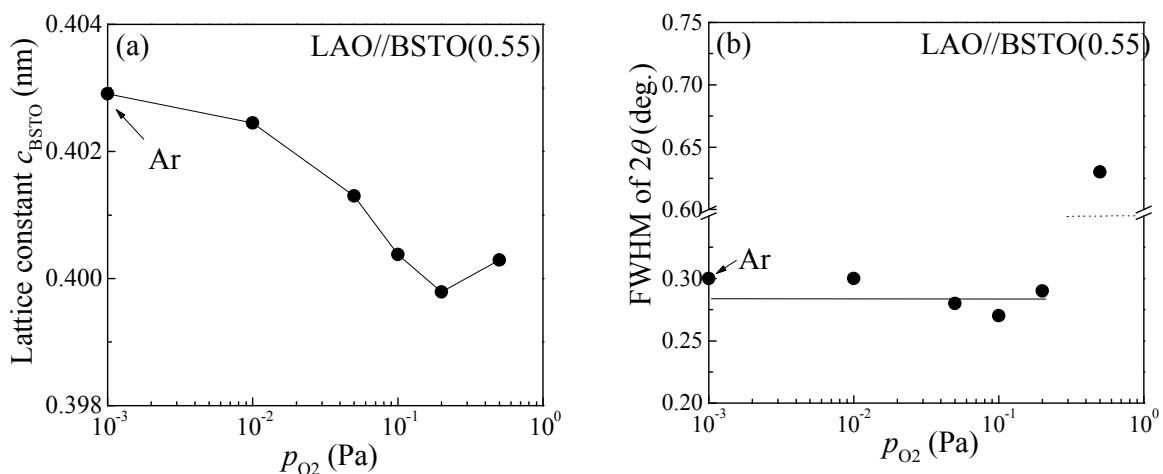 (a)
LAO//BSTO(0.55)
Ar
0.404
0.402
0.400
0.398
Lattice constant c_BSTO (nm)
10^-3
10^-2
10^-1
10^0
p_O2 (Pa)
(b)
LAO//BSTO(0.55)
Ar
0.75
0.70
0.65
0.60
0.30
0.25
0.20
FWHM of 2θ (deg.)
10^-3
10^-2
10^-1
10^0
p_O2 (Pa)